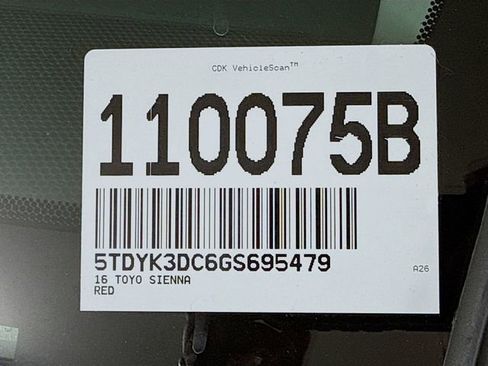 CDK VehicleScan™
110075B
5TDYK3DC6GS695479
16 TOYO SIENNA
RED
A26